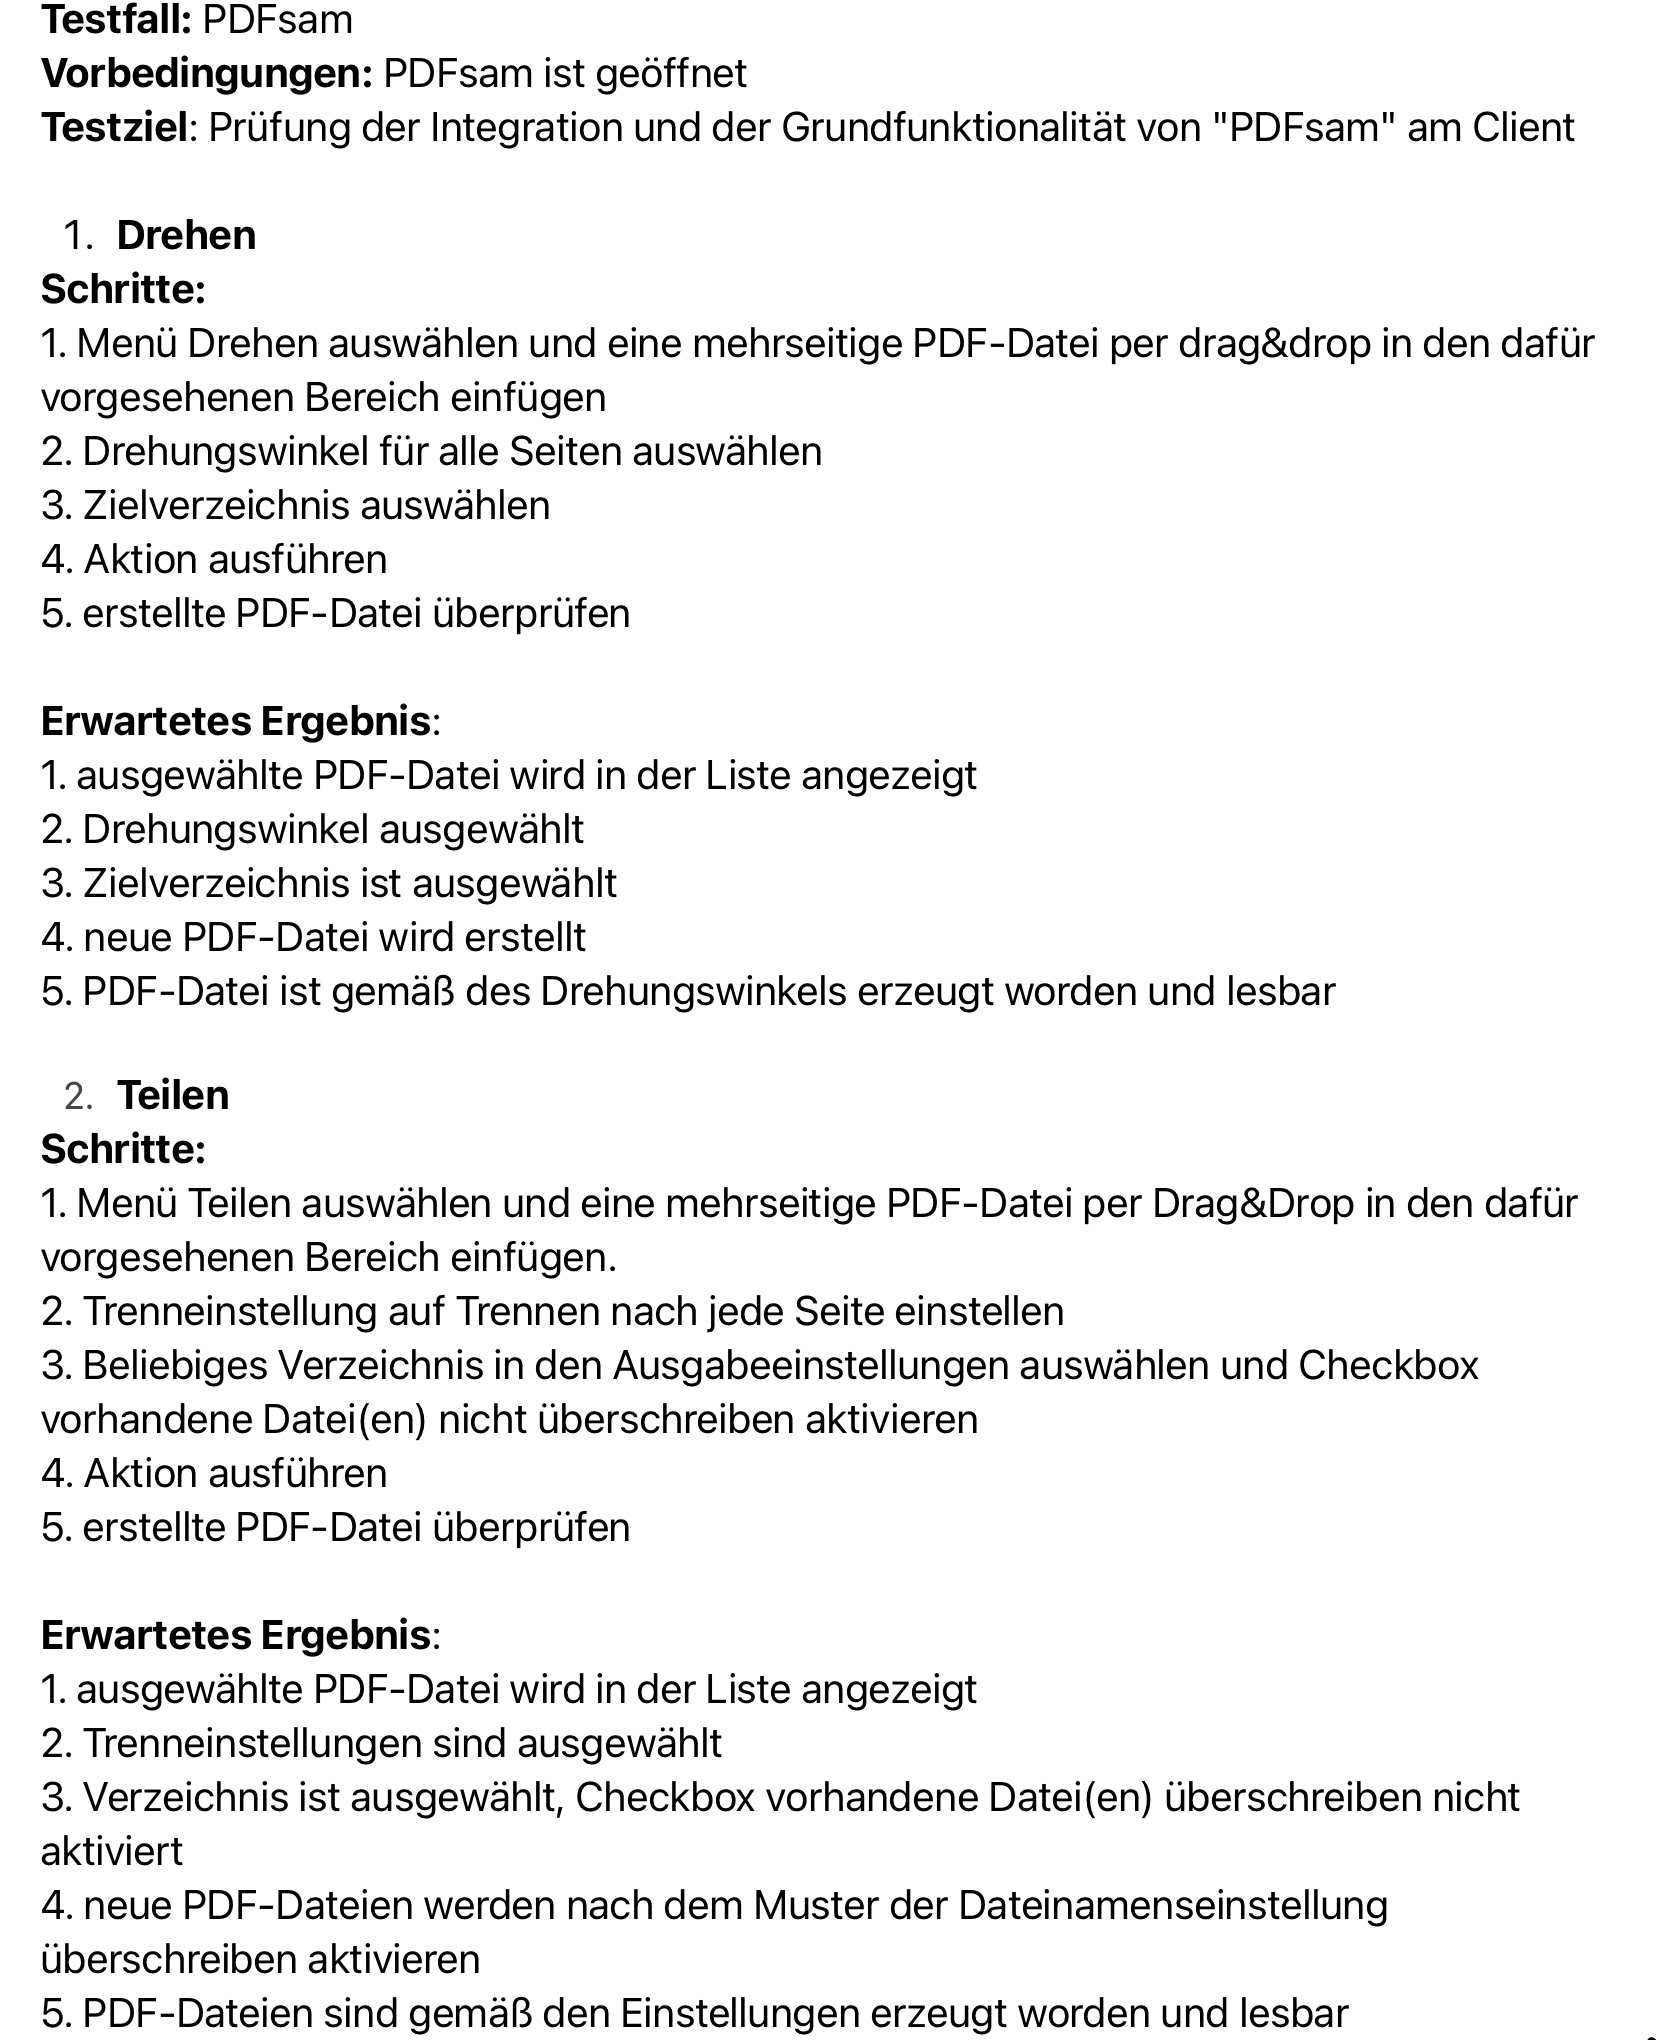 Testfall: PDFsam
Vorbedingungen: PDFsam ist geöffnet
Testziel: Prüfung der Integration und der Grundfunktionalität von "PDFsam" am Client
1. Drehen
Schritte:
1. Menü Drehen auswählen und eine mehrseitige PDF-Datei per drag&drop in den dafür
vorgesehenen Bereich einfügen
2. Drehungswinkel für alle Seiten auswählen
3. Zielverzeichnis auswählen
4. Aktion ausführen
5. erstellte PDF-Datei überprüfen
Erwartetes Ergebnis:
1. ausgewählte PDF-Datei wird in der Liste angezeigt
2. Drehungswinkel ausgewählt
3. Zielverzeichnis ist ausgewählt
4. neue PDF-Datei wird erstellt
5. PDF-Datei ist gemäß des Drehungswinkels erzeugt worden und lesbar
2. Teilen
Schritte:
1. Menü Teilen auswählen und eine mehrseitige PDF-Datei per Drag&Drop in den dafür
vorgesehenen Bereich einfügen.
2. Trenneinstellung auf Trennen nach jede Seite einstellen
3. Beliebiges Verzeichnis in den Ausgabeeinstellungen auswählen und Checkbox
vorhandene Datei(en) nicht überschreiben aktivieren
4. Aktion ausführen
5. erstellte PDF-Datei überprüfen
Erwartetes Ergebnis:
1. ausgewählte PDF-Datei wird in der Liste angezeigt
2. Trenneinstellungen sind ausgewählt
3. Verzeichnis ist ausgewählt, Checkbox vorhandene Datei(en) überschreiben nicht
aktiviert
4. neue PDF-Dateien werden nach dem Muster der Dateinamenseinstellung
überschreiben aktivieren
5. PDF-Dateien sind gemäß den Einstellungen erzeugt worden und lesbar